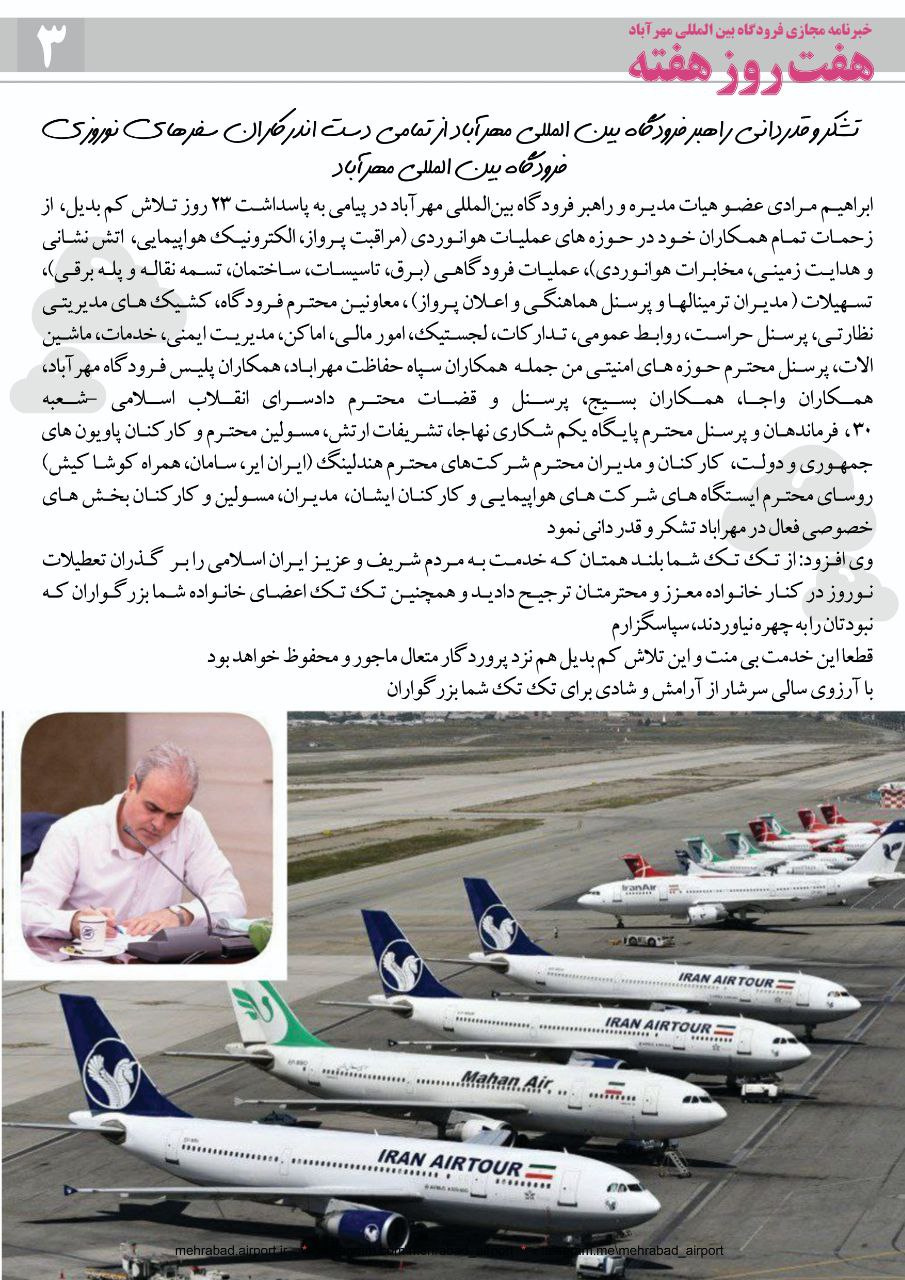 خبرنامه مجازی فرودگاه بین المللی مهرآباد
هفت روز هفته
۳
تشکر و قدردانی راهبر فرودگاه بین المللی مهرآباد از تمامی دست اندرکاران سفرهای نوروزی
فرودگاه بین المللی مهرآباد
ابراهیم مرادی عضو هیات مدیره و راهبر فرودگاه بین‌المللی مهرآباد در پیامی به پاسداشت ۲۳ روز تلاش کم بدیل، از
زحمات تمام همکاران خود در حوزه های عملیات هوانوردی (مراقبت پرواز، الکترونیک هواپیمایی، اتش نشانی
و هدایت زمینی، مخابرات هوانوردی)، عملیات فرودگاهی (برق، تاسیسات، ساختمان، تسمه نقاله و پله برقی)،
تسهیلات ( مدیران ترمینالها و پرسنل هماهنگی و اعلان پرواز) ، معاونین محترم فرودگاه، کشیک های مدیریتی
نظارتی، پرسنل حراست، روابط عمومی، تدارکات، لجستیک، امور مالی، اماکن، مدیریت ایمنی، خدمات، ماشین
الات، پرسنل محترم حوزه های امنیتی من جمله همکاران سپاه حفاظت مهراباد، همکاران پلیس فرودگاه مهرآباد،
همکاران واجا، همکاران بسیج، پرسنل و قضات محترم دادسرای انقلاب اسلامی –شعبه
۳۰ ، فرماندهان و پرسنل محترم پایگاه یکم شکاری نهاجا، تشریفات ارتش، مسولین محترم و کارکنان پاویون های
جمهوری و دولت، کارکنان و مدیران محترم شرکت‌های محترم هندلینگ (ایران ایر، سامان، همراه کوشا کیش)
روسای محترم ایستگاه های شرکت های هواپیمایی و کارکنان ایشان، مدیران، مسولین و کارکنان بخش های
خصوصی فعال در مهراباد تشکر و قدر دانی نمود
وی افزود: از تک تک شما بلند همتان که خدمت به مردم شریف و عزیز ایران اسلامی را بر گذران تعطیلات
نوروز در کنار خانواده معزز و محترمتان ترجیح دادید و همچنین تک تک اعضای خانواده شما بزرگواران که
نبودتان را به چهره نیاوردند، سپاسگزارم
قطعا این خدمت بی منت و این تلاش کم بدیل هم نزد پروردگار متعال ماجور و محفوظ خواهد بود
با آرزوی سالی سرشار از آرامش و شادی برای تک تک شما بزرگواران
IranAir
IRAN AIRTOUR
IRAN AIRTOUR
Mahan Air
IRAN AIRTOUR
mehrabad.airport.ir
mehrabad_airport